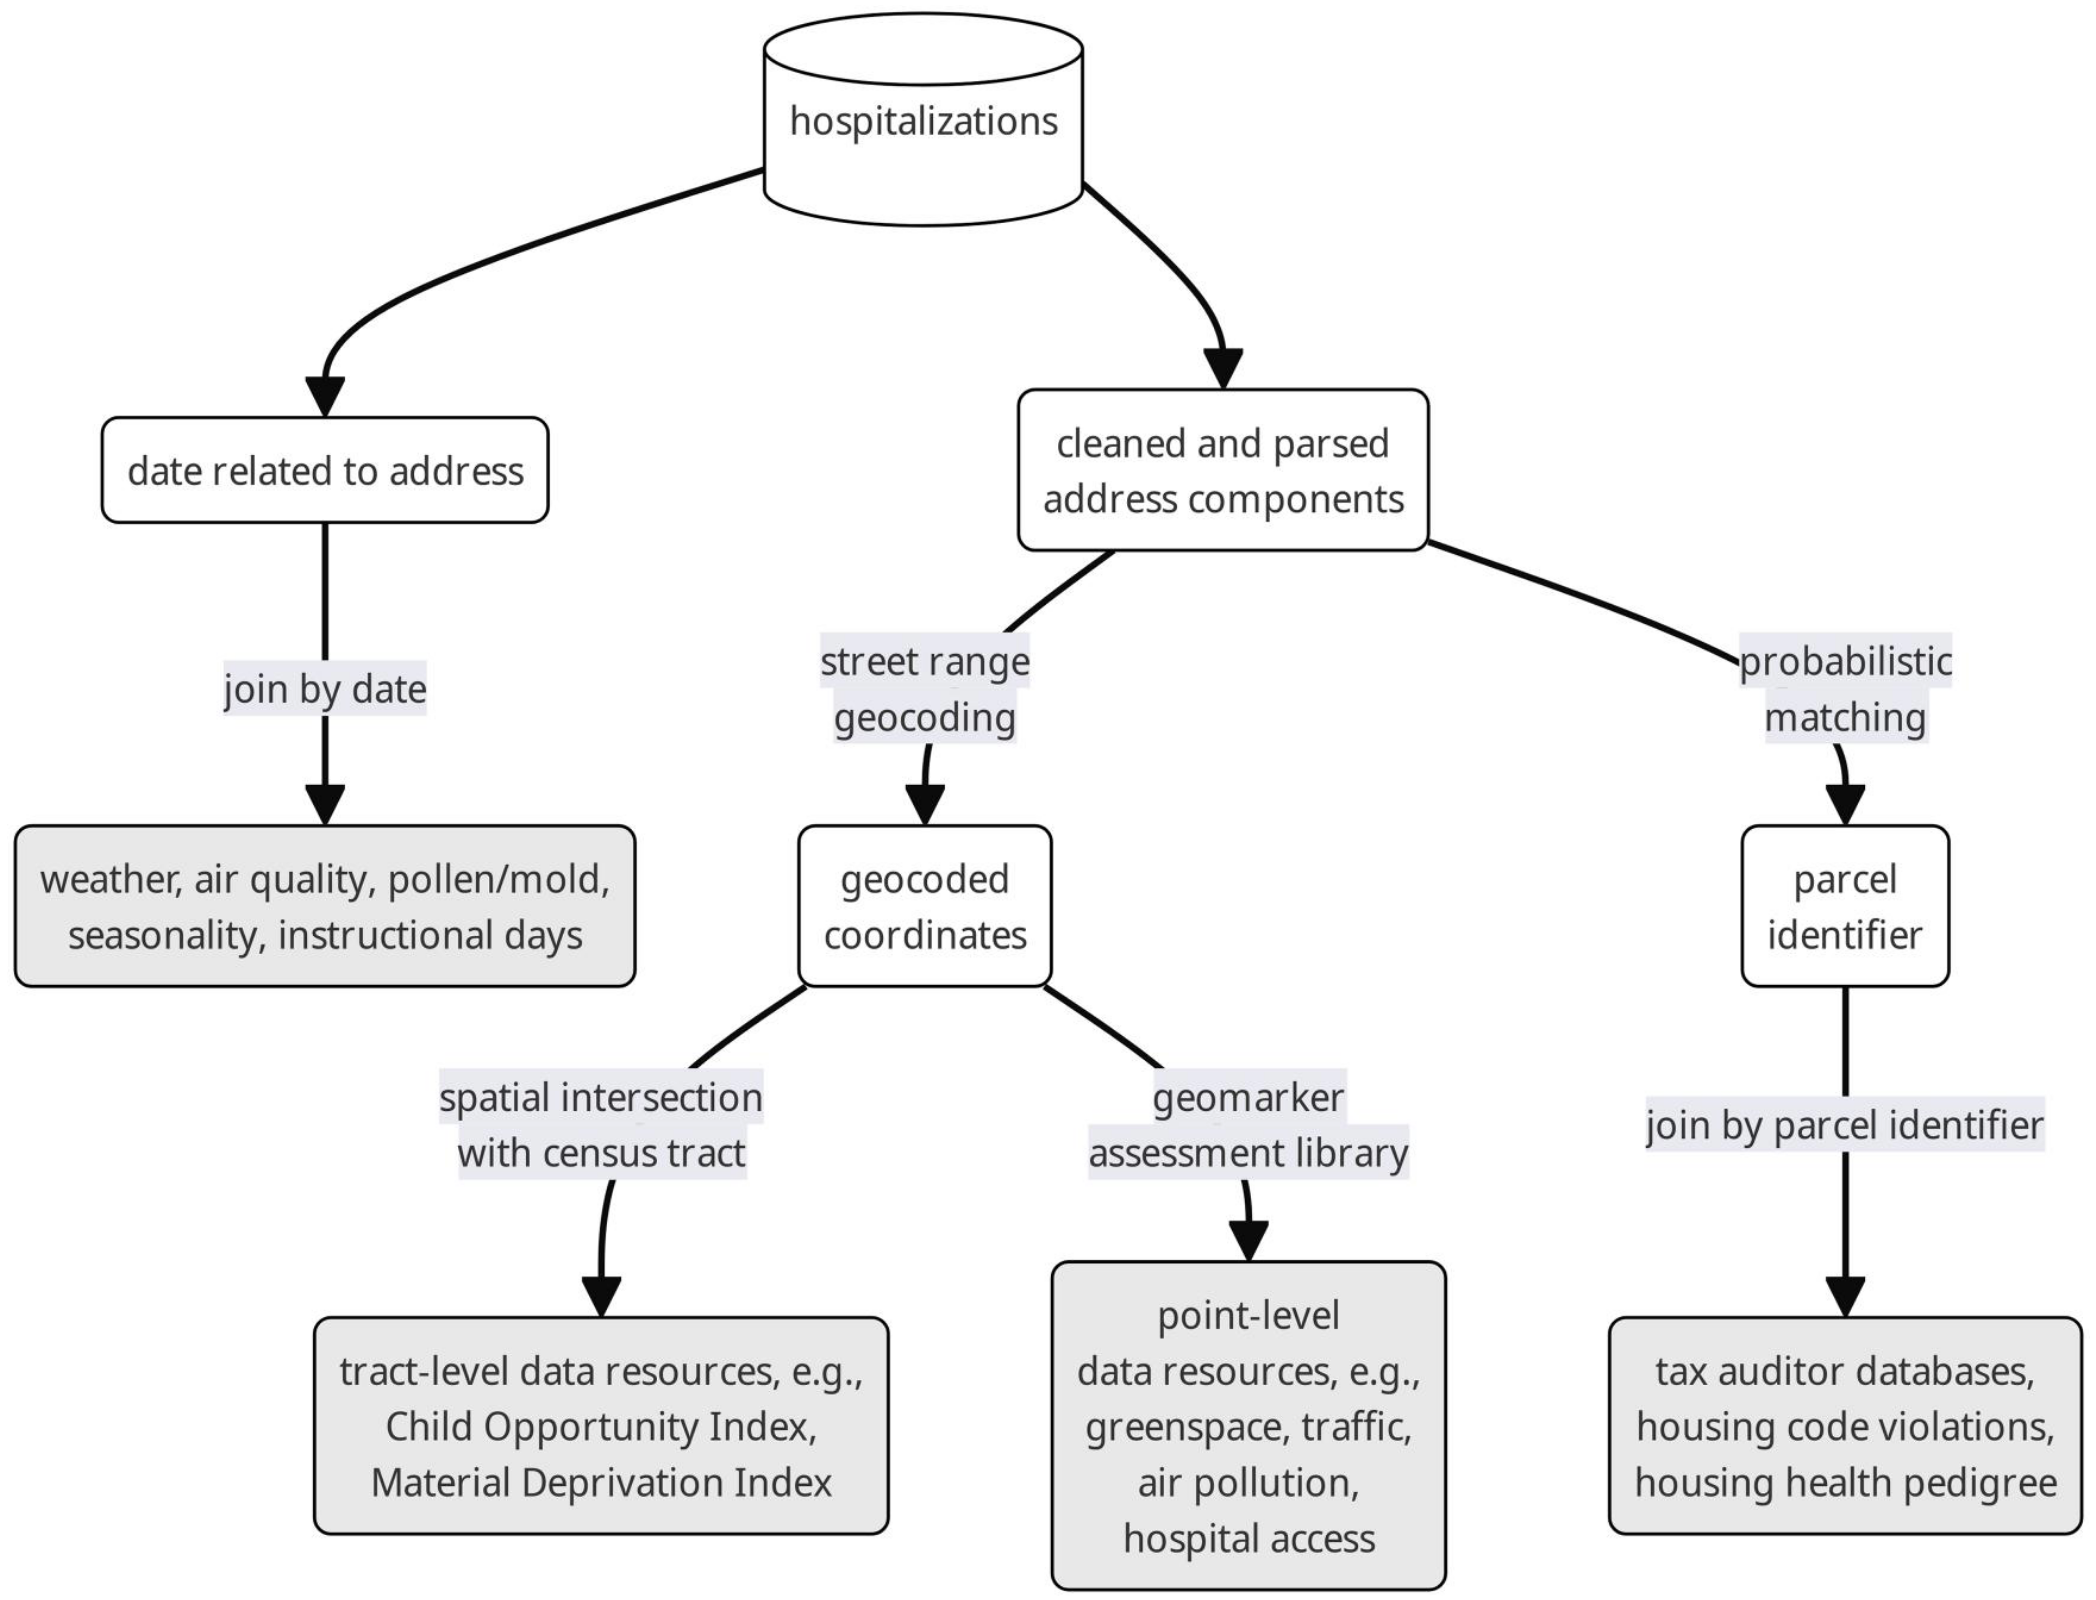 hospitalizations
date related to address
cleaned and parsed
address components
join by date
street range
geocoding
probabilistic
matching
weather, air quality, pollen/mold,
seasonality, instructional days
geocoded
coordinates
parcel
identifier
spatial intersection
with census tract
geomarker
assessment library
join by parcel identifier
tract-level data resources, e.g.,
Child Opportunity Index,
Material Deprivation Index
point-level
data resources, e.g.,
greenspace, traffic,
air pollution,
hospital access
tax auditor databases,
housing code violations,
housing health pedigree